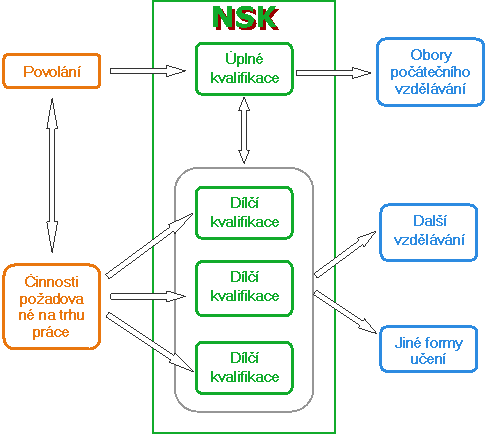 NSK
Povolání
Úplné
kvalifikace
Obory
počátečního
vzdělávání
Dílčí
kvalifikace
Další
vzdělávání
Činnosti
požadova
né na trhu
práce
Dílčí
kvalifikace
Dílčí
kvalifikace
Jiné formy
učení